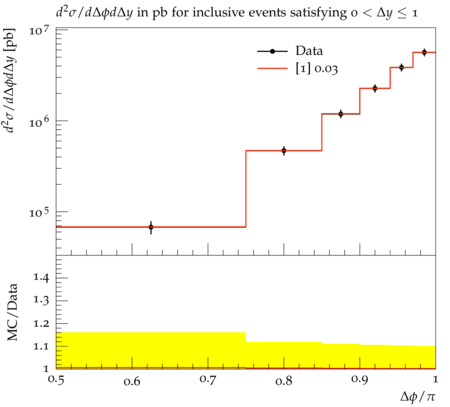 d²σ/dΔϕdΔy in pb for inclusive events satisfying 0 < Δy ≤ 1
d²σ/dΔϕdΔy [pb]
10⁷
10⁶
10⁵
Data
[1] 0.03
MC/Data
1.4
1.3
1.2
1.1
1
0.5 0.6 0.7 0.8 0.9 1
Δϕ/π